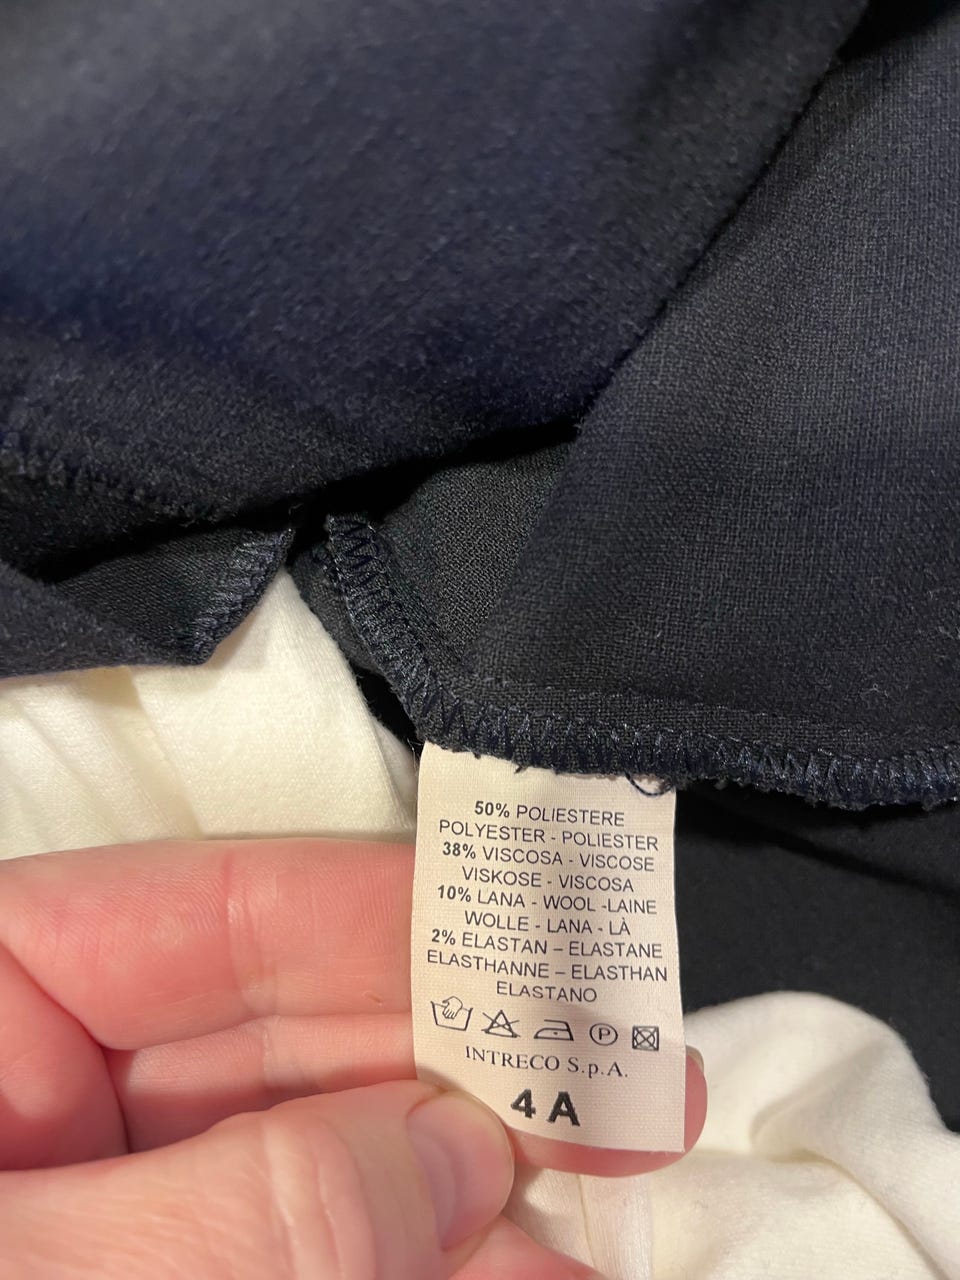 50% POLIESTERE
POLYESTER - POLIESTER
38% VISCOSA - VISCOSE
VISKOSE - VISCOSA
10% LANA - WOOL -LAINE
WOLLE - LANA - LÀ
2% ELASTAN – ELASTANE
ELASTHANNE – ELASTHAN
ELASTANO
P
INTRECO S.p.A.
4 A